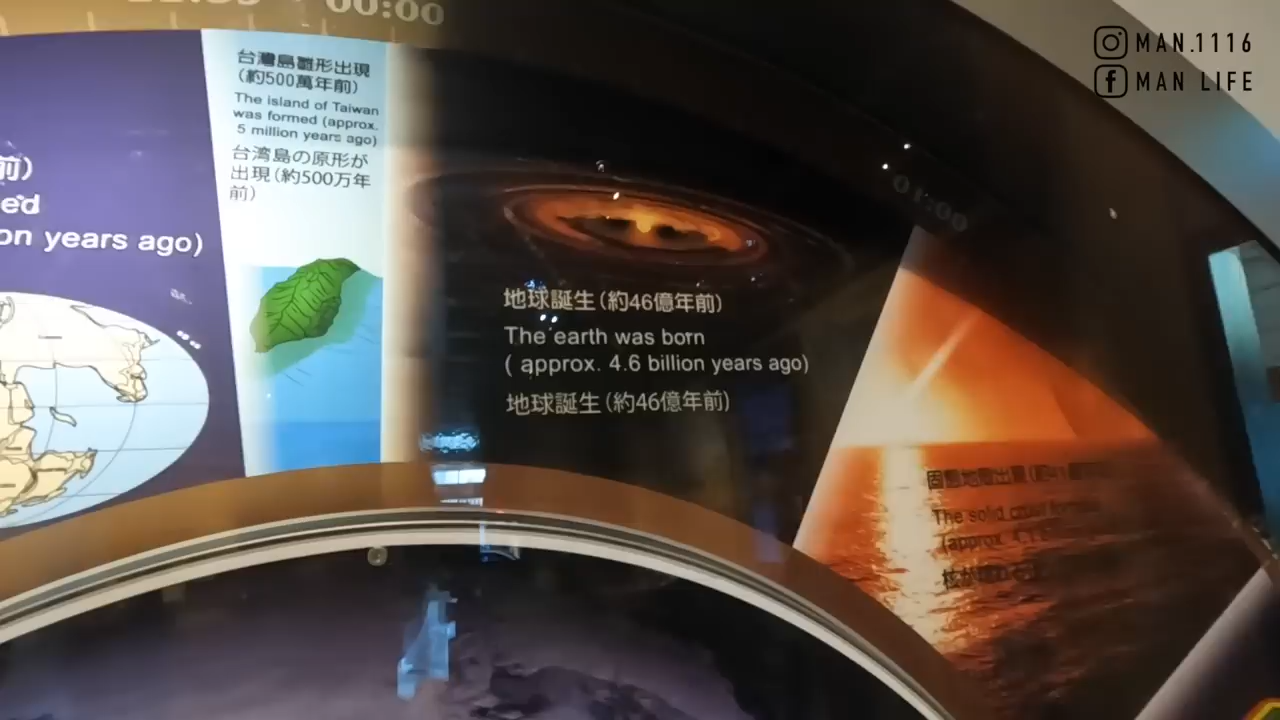 00:00
MAN.1116
MAN LIFE
台灣島雛形出現
(約500萬年前)
The island of Taiwan
was formed (approx.
5 million years ago)
台湾島の原形が
出現(約500万年
前)
前)
on years ago)
01:00
地球誕生(約46億年前)
The earth was born
( approx. 4.6 billion years ago)
地球誕生(約46億年前)
The solid
(approx.